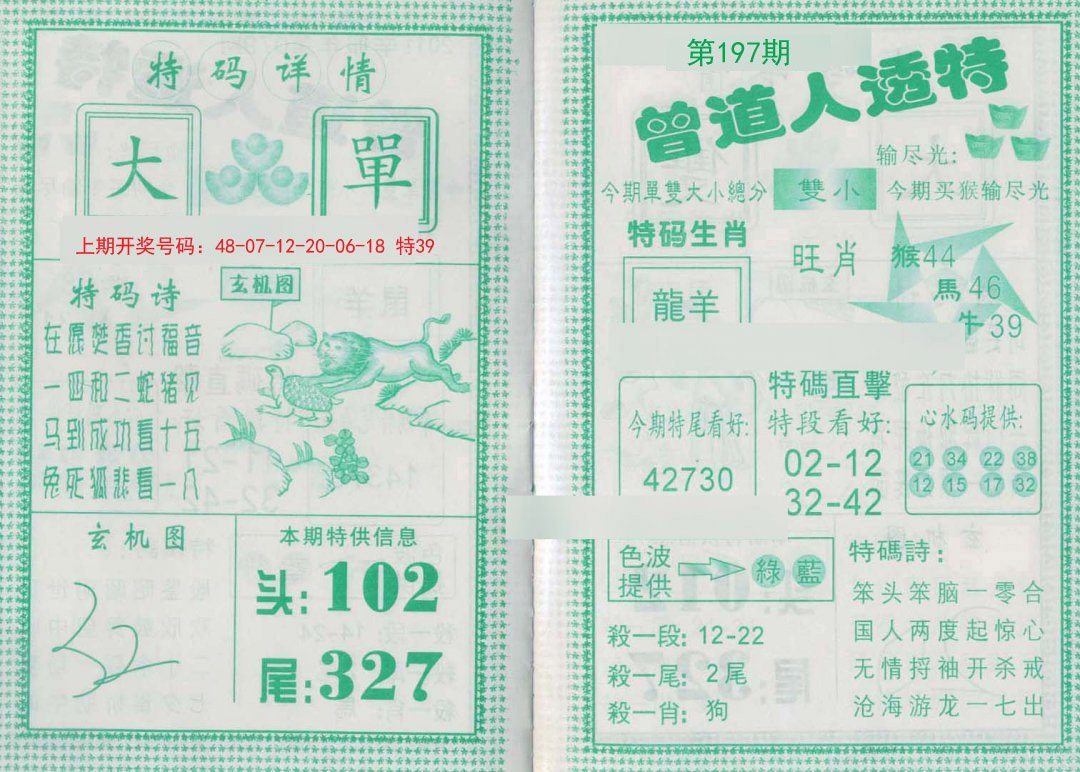 特码详情
大 單
上期开奖号码：48-07-12-20-06-18 特39
特码诗
在愿楚香讨福音
一四和二蛇猪见
马到成功看十五
兔死狐悲看一八
玄机图
玄机图
本期特供信息
头:102
尾:327
第197期
曾道人透特
输尽光:
今期單雙大小總分 雙小 今期买猴输尽光
特码生肖
龍羊
旺肖
猴44
馬46
牛39
今期特尾看好:
42730
特碼直擊
特段看好:
02-12
32-42
心水码提供:
21 34 22 38
12 15 17 32
色波
提供
綠 藍
殺一段: 12-22
殺一尾: 2尾
殺一肖: 狗
特碼詩:
笨头笨脑一零合
国人两度起惊心
无情捋袖开杀戒
沧海游龙一七出